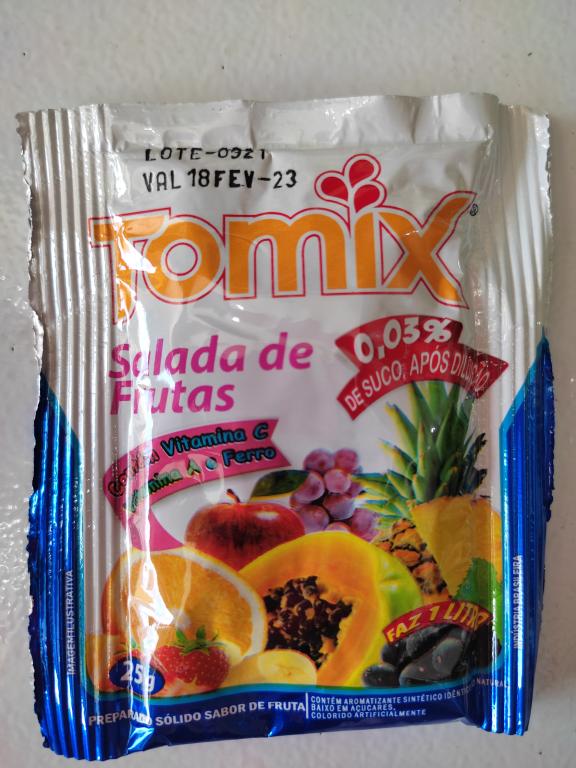 LOTE-0921
VAL 18FEV-23
Tomix®
Salada de
Frutas
0,03%
DE SUCO, APÓS DILUIÇÃO
Contém Vitamina C
Vitamina A e Ferro
FAZ 1 LITRO
IMAGEM ILUSTRATIVA
INDÚSTRIA BRASILEIRA
25g
PREPARADO SÓLIDO SABOR DE FRUTA
CONTÉM AROMATIZANTE SINTÉTICO IDÊNTICO AO NATURAL.
BAIXO EM AÇÚCARES.
COLORIDO ARTIFICIALMENTE